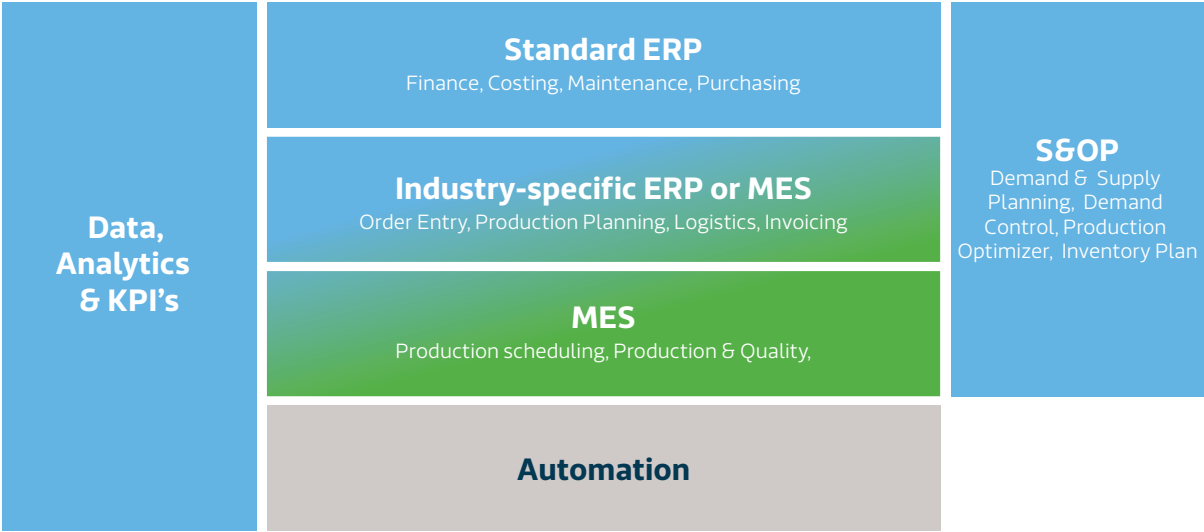 Data,
Analytics
& KPI's
Standard ERP
Finance, Costing, Maintenance, Purchasing
Industry-specific ERP or MES
Order Entry, Production Planning, Logistics, Invoicing
MES
Production scheduling, Production & Quality,
Automation
S&OP
Demand & Supply
Planning, Demand
Control, Production
Optimizer, Inventory Plan